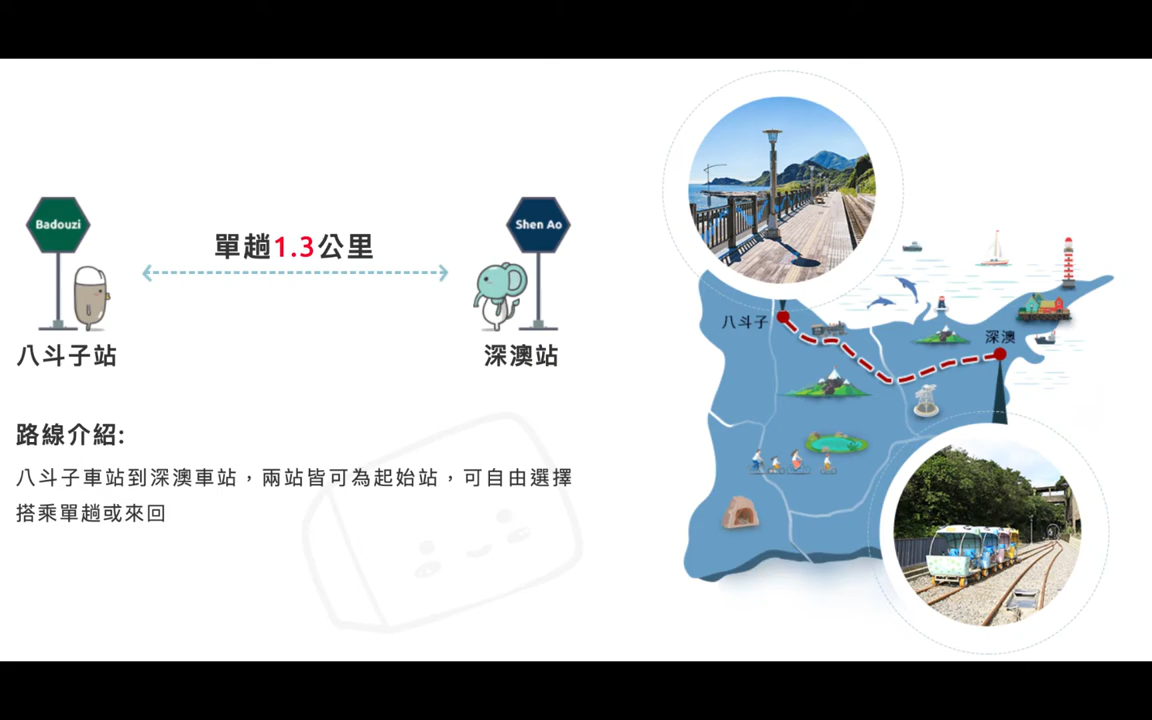 Badouzi
Shen Ao
單趟1.3公里
八斗子站
深澳站
路線介紹:
八斗子車站到深澳車站，兩站皆可為起始站，可自由選擇
搭乘單趟或來回
八斗子
深澳